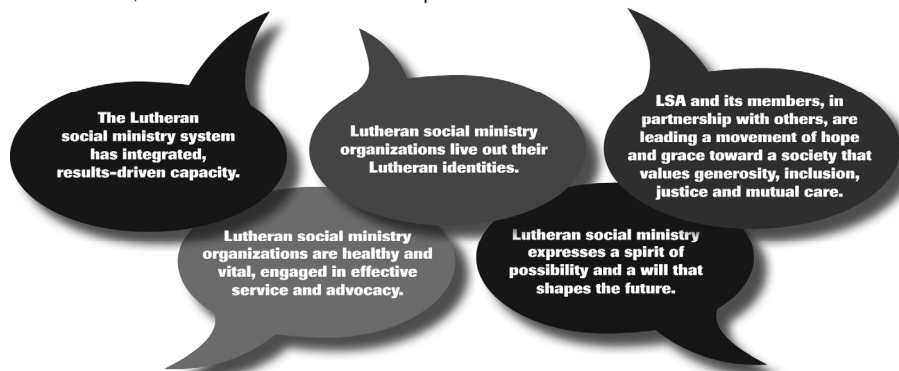 The Lutheran
social ministry system
has integrated,
results-driven capacity.
Lutheran social ministry
organizations live out their
Lutheran identities.
LSA and its members, in
partnership with others, are
leading a movement of hope
and grace toward a society that
values generosity, inclusion,
justice and mutual care.
Lutheran social ministry
organizations are healthy and
vital, engaged in effective
service and advocacy.
Lutheran social ministry
expresses a spirit of
possibility and a will that
shapes the future.